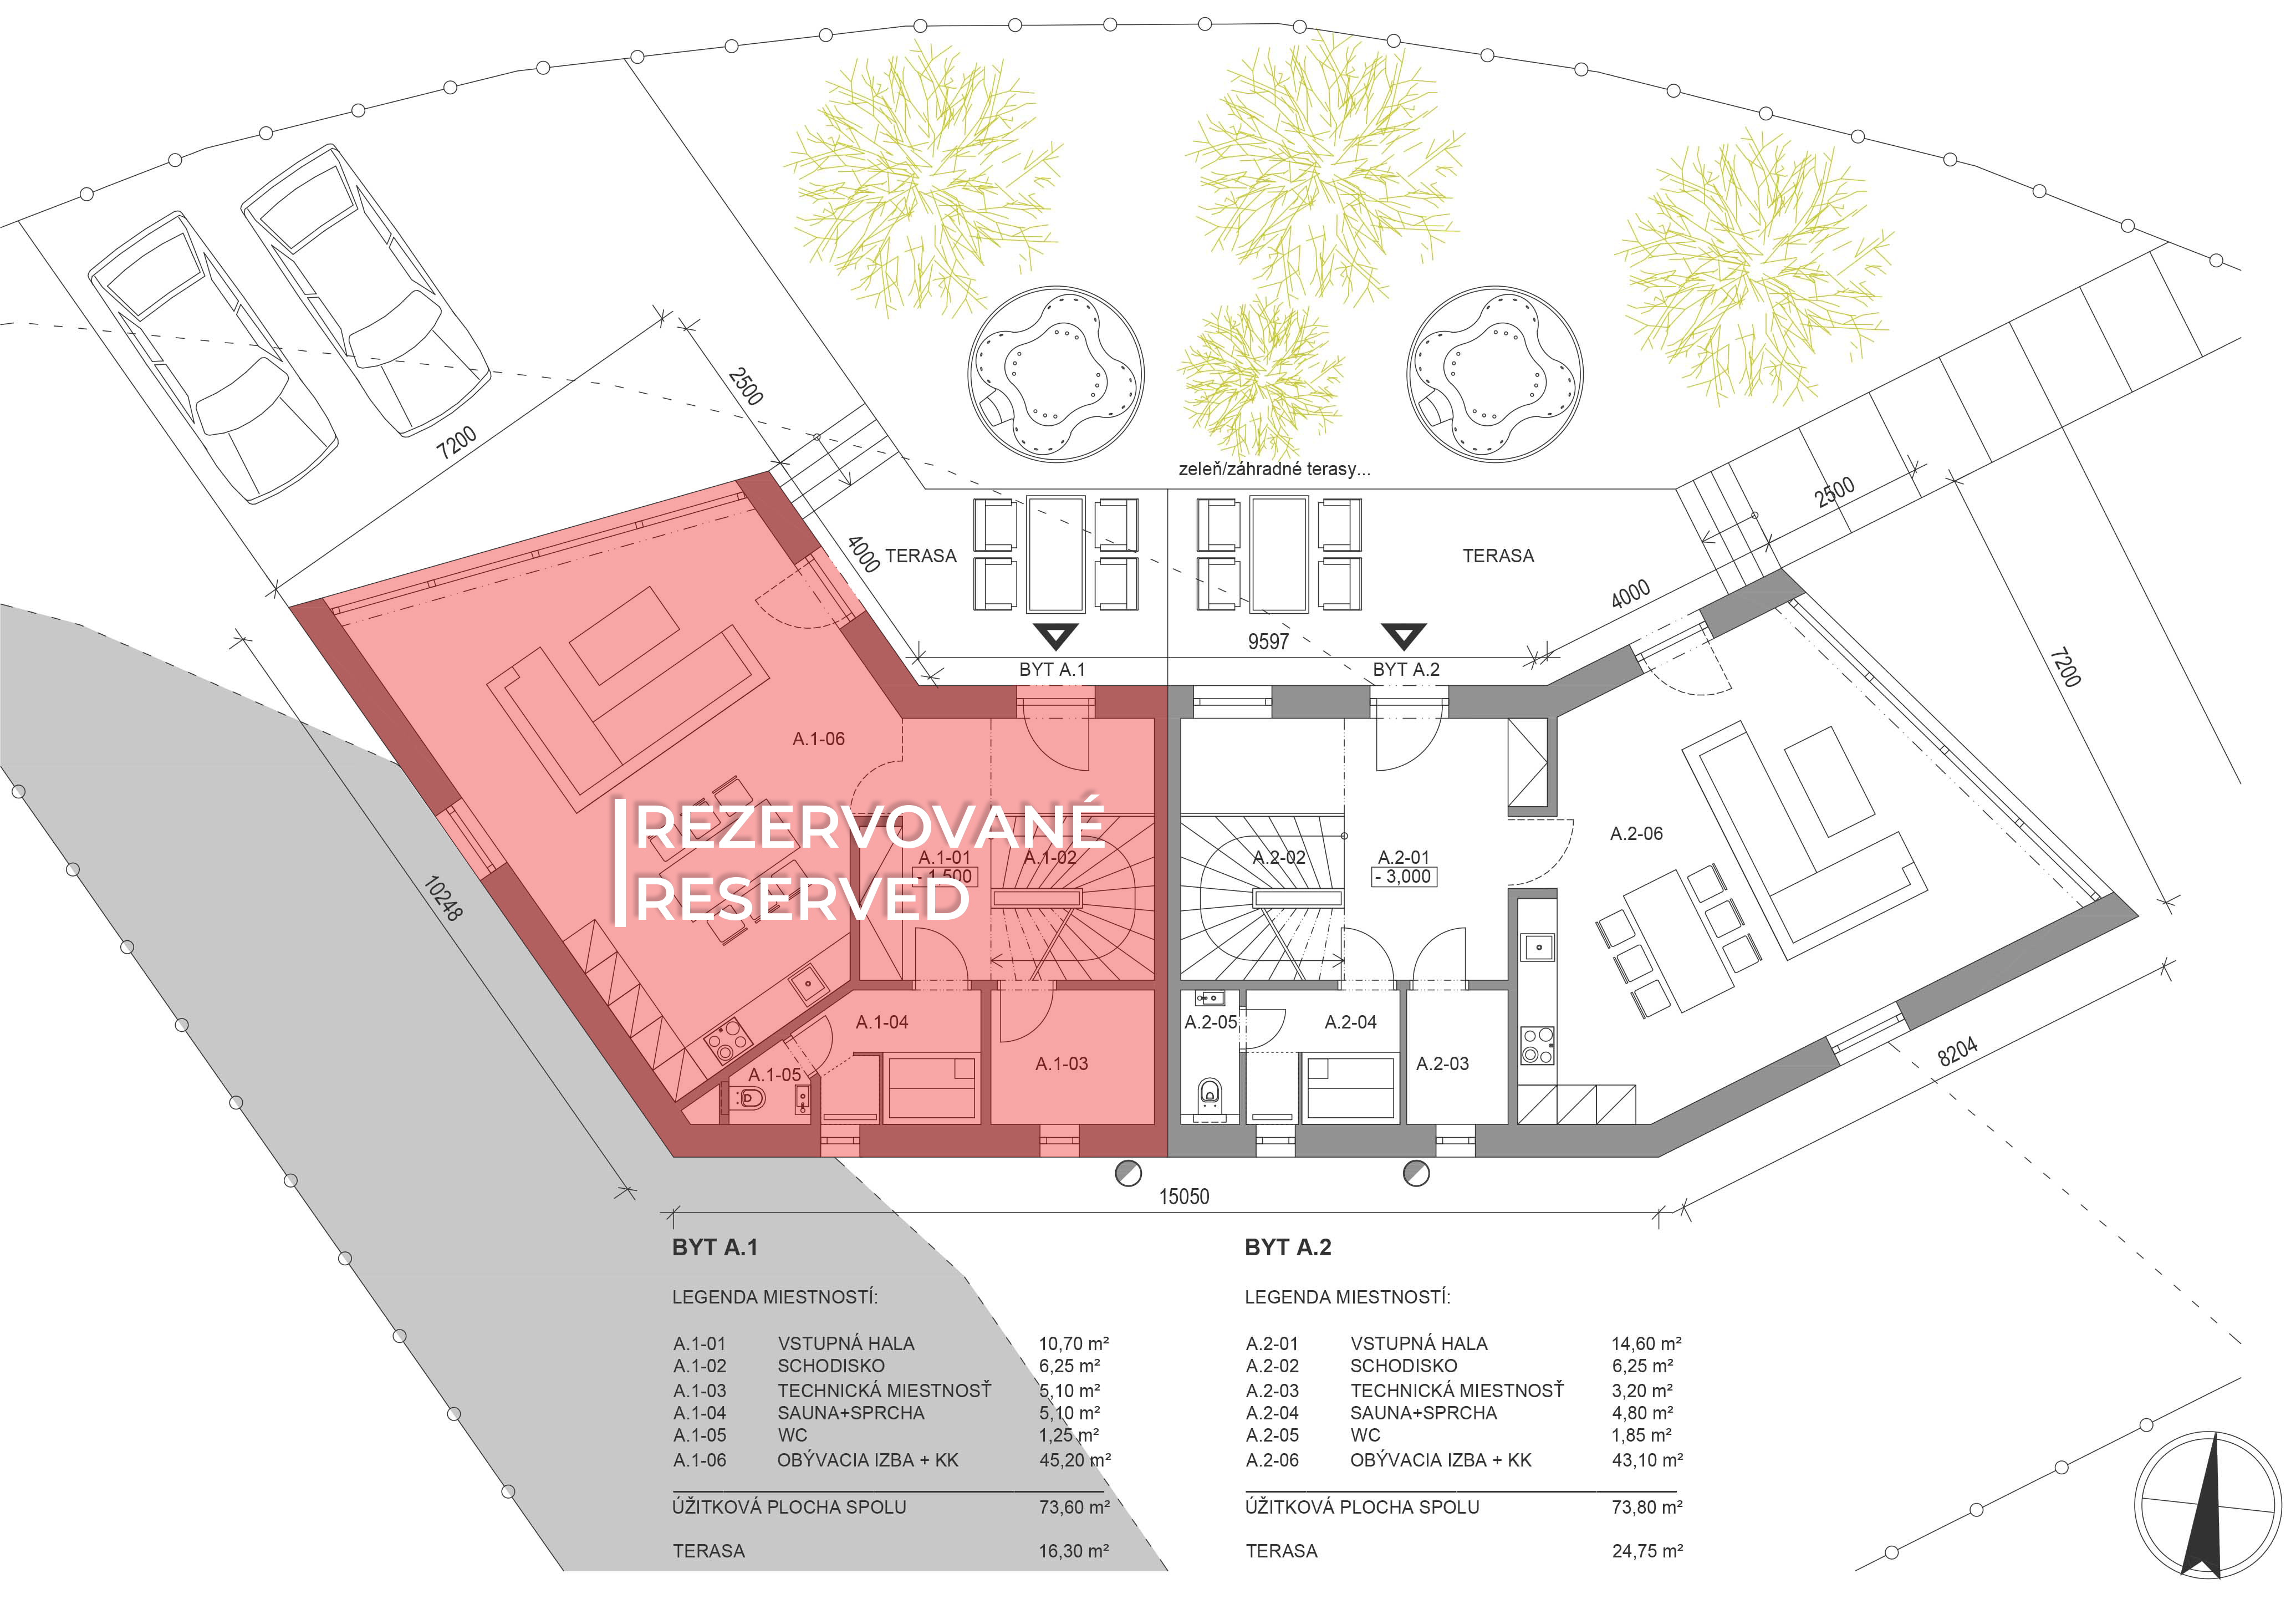 2500
7200
zeleň/záhradné terasy...
2500
4000
TERASA
TERASA
4000
9597
7200
BYT A.1
BYT A.2
A.1-06
REZERVOVANÉ
RESERVED
A.1-01
- 1,500
A.1-02
A.2-02
A.2-01
- 3,000
A.2-06
10248
A.1-04
A.1-05
A.1-03
A.2-05
A.2-04
A.2-03
8204
15050
BYT A.1
LEGENDA MIESTNOSTÍ:
A.1-01 VSTUPNÁ HALA 10,70 m²
A.1-02 SCHODISKO 6,25 m²
A.1-03 TECHNICKÁ MIESTNOSŤ 5,10 m²
A.1-04 SAUNA+SPRCHA 5,10 m²
A.1-05 WC 1,25 m²
A.1-06 OBÝVACIA IZBA + KK 45,20 m²
ÚŽITKOVÁ PLOCHA SPOLU 73,60 m²
TERASA 16,30 m²
BYT A.2
LEGENDA MIESTNOSTÍ:
A.2-01 VSTUPNÁ HALA 14,60 m²
A.2-02 SCHODISKO 6,25 m²
A.2-03 TECHNICKÁ MIESTNOSŤ 3,20 m²
A.2-04 SAUNA+SPRCHA 4,80 m²
A.2-05 WC 1,85 m²
A.2-06 OBÝVACIA IZBA + KK 43,10 m²
ÚŽITKOVÁ PLOCHA SPOLU 73,80 m²
TERASA 24,75 m²